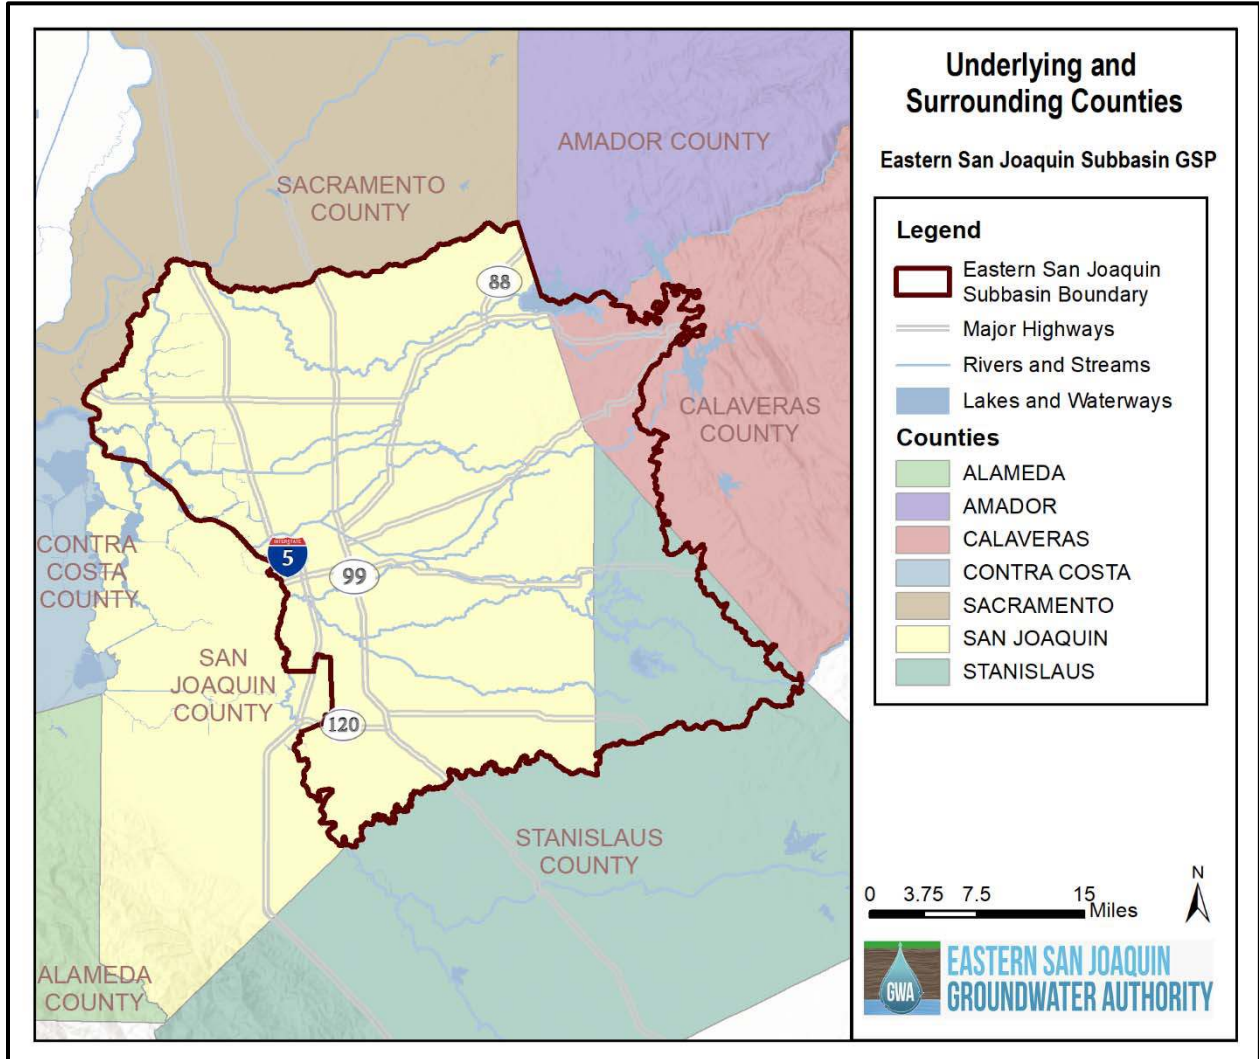 Underlying and
Surrounding Counties
Eastern San Joaquin Subbasin GSP
Legend
Eastern San Joaquin
Subbasin Boundary
Major Highways
Rivers and Streams
Lakes and Waterways
Counties
ALAMEDA
AMADOR
CALAVERAS
CONTRA COSTA
SACRAMENTO
SAN JOAQUIN
STANISLAUS
AMADOR COUNTY
SACRAMENTO
COUNTY
88
CALAVERAS
COUNTY
CONTRA
COSTA
COUNTY
INTERSTATE
5
99
SAN
JOAQUIN
COUNTY
120
STANISLAUS
COUNTY
ALAMEDA
COUNTY
N
0 3.75 7.5 15
Miles
GWA
EASTERN SAN JOAQUIN
GROUNDWATER AUTHORITY